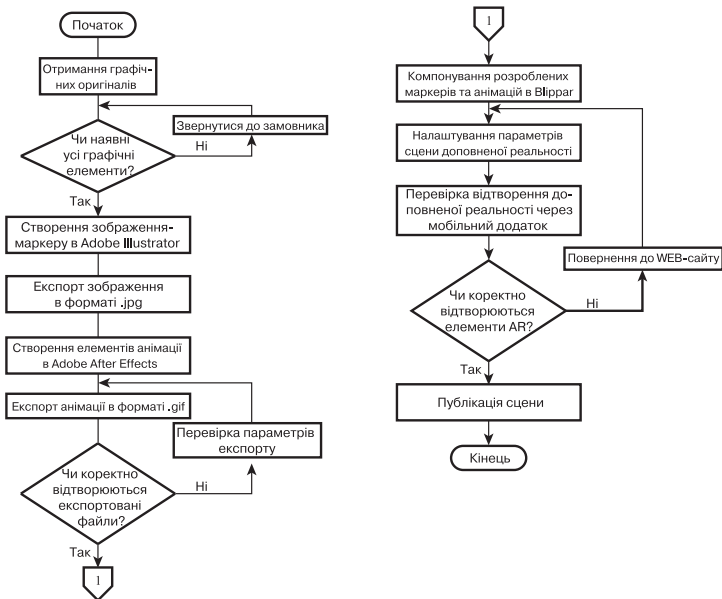 Початок
Отримання графіч-
них оригіналів
Звернутися до замовника
Чи наявні
усі графічні
елементи?
Ні
Так
Створення зображення-
маркеру в Adobe Illustrator
Експорт зображення
в форматі .jpg
Створення елементів анімації
в Adobe After Effects
Експорт анімації в форматі .gif
Перевірка параметрів
експорту
Чи коректно
відтворюються
експортовані
файли?
Ні
Так
1
1
Компонування розроблених
маркерів та анімацій в Blippar
Налаштування параметрів
сцени доповненої реальності
Перевірка відтворення до-
повненої реальності через
мобільний додаток
Повернення до WEB-сайту
Чи коректно
відтворюються
елементи AR?
Ні
Так
Публікація сцени
Кінець